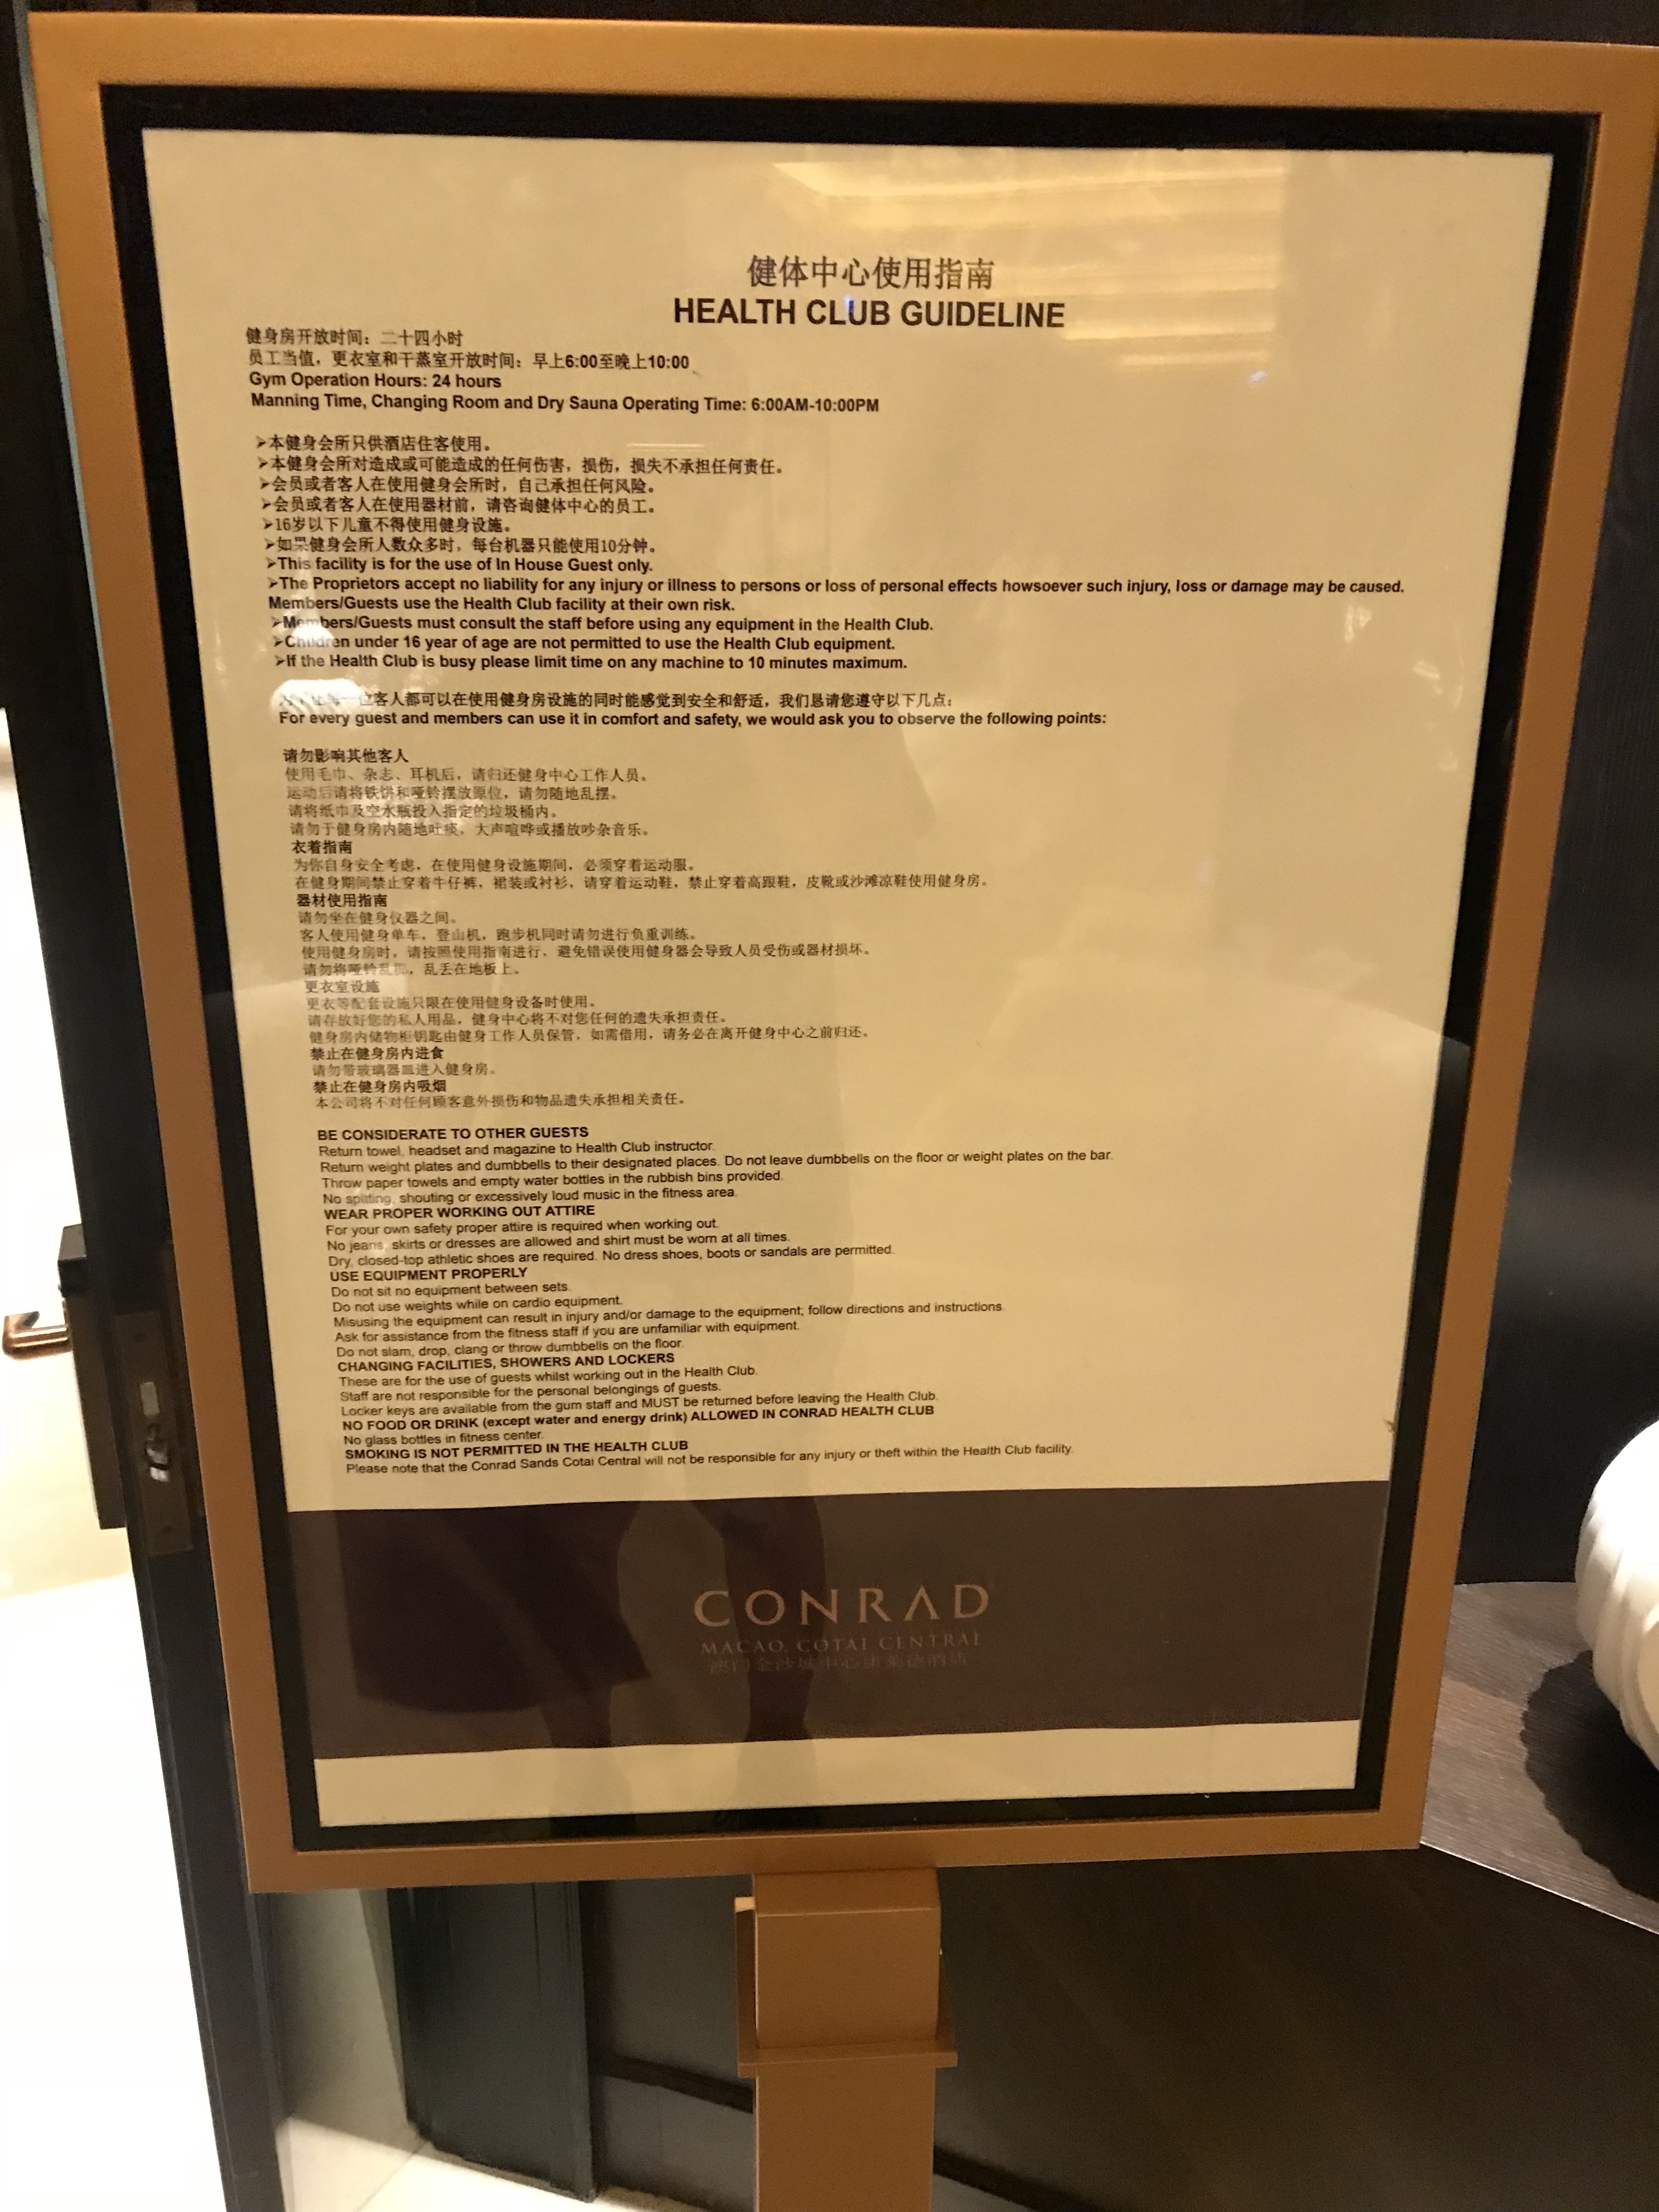 健体中心使用指南
HEALTH CLUB GUIDELINE
健身房开放时间：二十四小时
员工当值，更衣室和干蒸室开放时间：早上6:00至晚上10:00
Gym Operation Hours: 24 hours
Manning Time, Changing Room and Dry Sauna Operating Time: 6:00AM-10:00PM
➢本健身会所只供酒店住客使用。
➢本健身会所对造成或可能造成的任何伤害，损伤，损失不承担任何责任。
➢会员或者客人在使用健身会所时，自己承担任何风险。
➢会员或者客人在使用器材前，请咨询健体中心的员工。
➢16岁以下儿童不得使用健身设施。
➢如果健身会所人数众多时，每台机器只能使用10分钟。
➢This facility is for the use of In House Guest only.
➢The Proprietors accept no liability for any injury or illness to persons or loss of personal effects howsoever such injury, loss or damage may be caused.
Members/Guests use the Health Club facility at their own risk.
➢Members/Guests must consult the staff before using any equipment in the Health Club.
➢Children under 16 year of age are not permitted to use the Health Club equipment.
➢If the Health Club is busy please limit time on any machine to 10 minutes maximum.
一位客人都可以在使用健身房设施的同时能感觉到安全和舒适，我们恳请您遵守以下几点：
For every guest and members can use it in comfort and safety, we would ask you to observe the following points:
请勿影响其他客人
使用毛巾、杂志、耳机后，请归还健身中心工作人员。
运动后请将铁饼和哑铃摆放原位，请勿随地乱摆。
请将纸巾及空水瓶投入指定的垃圾桶内。
请勿于健身房内随地吐痰，大声喧哗或播放吵杂音乐。
衣着指南
为你自身安全考虑，在使用健身设施期间，必须穿着运动服。
在健身期间禁止穿着牛仔裤，裙装或衬衫，请穿着运动鞋，禁止穿着高跟鞋，皮靴或沙滩凉鞋使用健身房。
器材使用指南
请勿坐在健身仪器之间。
客人使用健身单车，登山机，跑步机同时请勿进行负重训练。
使用健身房时，请按照使用指南进行，避免错误使用健身器会导致人员受伤或器材损坏。
请勿将哑铃乱，乱丢在地板上。
更衣室设施
更衣等配套设施只限在使用健身设备时使用。
请存放好您的私人用品，健身中心将不对您任何的遗失承担责任。
健身房内储物柜钥匙由健身工作人员保管，如需借用，请务必在离开健身中心之前归还。
禁止在健身房内进食
请勿带玻璃器皿进入健身房。
禁止在健身房内吸烟
本公司将不对任何顾客意外损伤和物品遗失承担相关责任。
BE CONSIDERATE TO OTHER GUESTS
Return towel, headset and magazine to Health Club instructor.
Return weight plates and dumbbells to their designated places. Do not leave dumbbells on the floor or weight plates on the bar.
Throw paper towels and empty water bottles in the rubbish bins provided.
No spitting, shouting or excessively loud music in the fitness area.
WEAR PROPER WORKING OUT ATTIRE
For your own safety proper attire is required when working out.
No jeans, skirts or dresses are allowed and shirt must be worn at all times.
Dry, closed-top athletic shoes are required. No dress shoes, boots or sandals are permitted.
USE EQUIPMENT PROPERLY
Do not sit no equipment between sets.
Do not use weights while on cardio equipment.
Misusing the equipment can result in injury and/or damage to the equipment; follow directions and instructions.
Ask for assistance from the fitness staff if you are unfamiliar with equipment.
Do not slam, drop, clang or throw dumbbells on the floor.
CHANGING FACILITIES, SHOWERS AND LOCKERS
These are for the use of guests whilst working out in the Health Club.
Staff are not responsible for the personal belongings of guests.
Locker keys are available from the gum staff and MUST be returned before leaving the Health Club.
NO FOOD OR DRINK (except water and energy drink) ALLOWED IN CONRAD HEALTH CLUB
No glass bottles in fitness center.
SMOKING IS NOT PERMITTED IN THE HEALTH CLUB
Please note that the Conrad Sands Cotai Central will not be responsible for any injury or theft within the Health Club facility.
CONRAD
MACAO, COTAI CENTRAL
澳门金沙城中心康莱德酒店